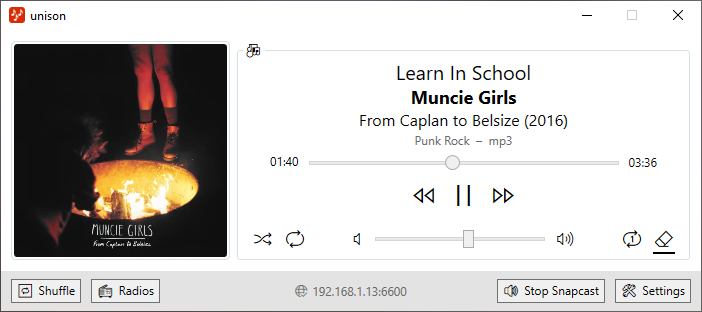 unison
Learn In School
Muncie Girls
From Caplan to Belsize (2016)
Punk Rock – mp3
01:40
03:36
1
MUNCIE GIRLS
From Caplan to Belsize
Shuffle
Radios
192.168.1.13:6600
Stop Snapcast
Settings